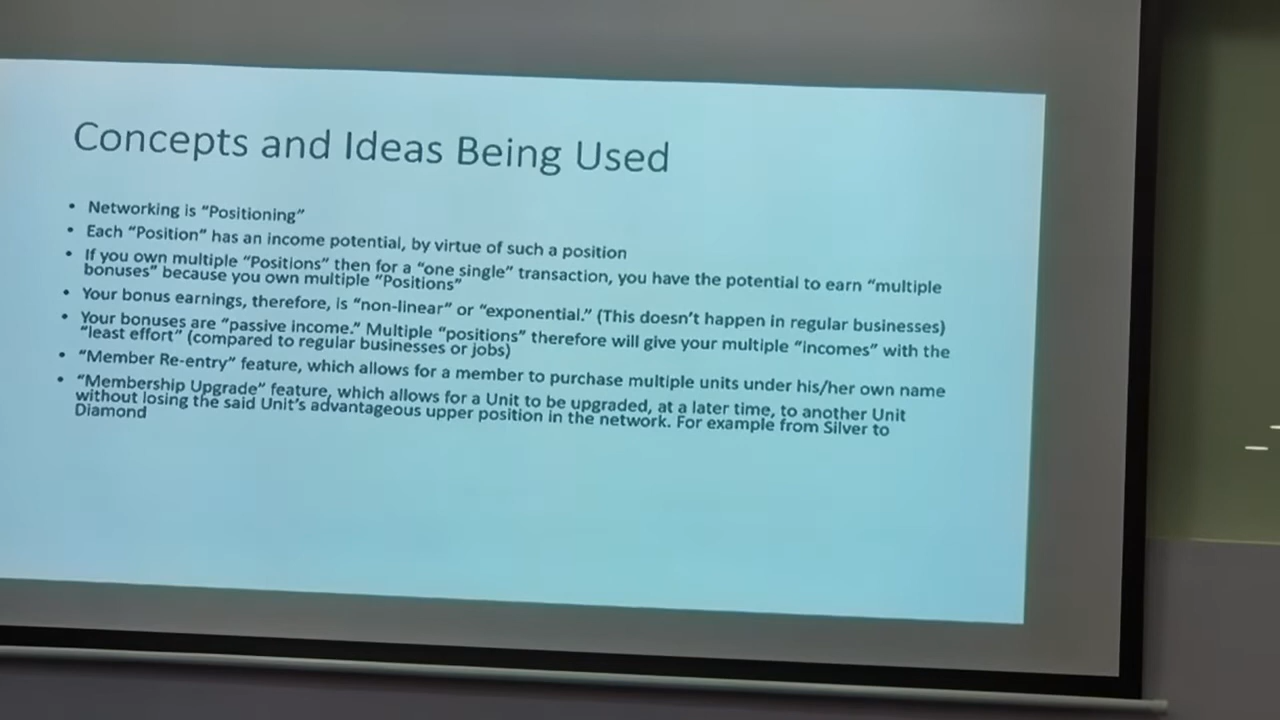 Concepts and Ideas Being Used
• Networking is “Positioning”
• Each “Position” has an income potential, by virtue of such a position
• If you own multiple “Positions” then for a “one single” transaction, you have the potential to earn “multiple
bonuses” because you own multiple “Positions”
• Your bonus earnings, therefore, is “non-linear” or “exponential.” (This doesn’t happen in regular businesses)
• Your bonuses are “passive income.” Multiple “positions” therefore will give your multiple “incomes” with the
“least effort” (compared to regular businesses or jobs)
• “Member Re-entry” feature, which allows for a member to purchase multiple units under his/her own name
• “Membership Upgrade” feature, which allows for a Unit to be upgraded, at a later time, to another Unit
without losing the said Unit’s advantageous upper position in the network. For example from Silver to
Diamond